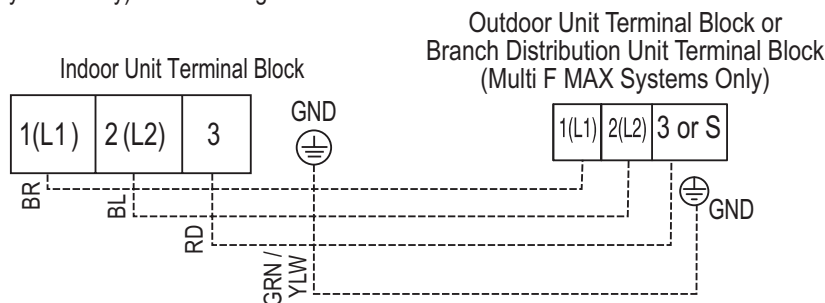 Outdoor Unit Terminal Block or
Branch Distribution Unit Terminal Block
(Multi F MAX Systems Only)
Indoor Unit Terminal Block
1(L1)
2 (L2)
3
GND
1(L1)
2(L2)
3 or S
GND
BR
BL
RD
GRN /
YLW